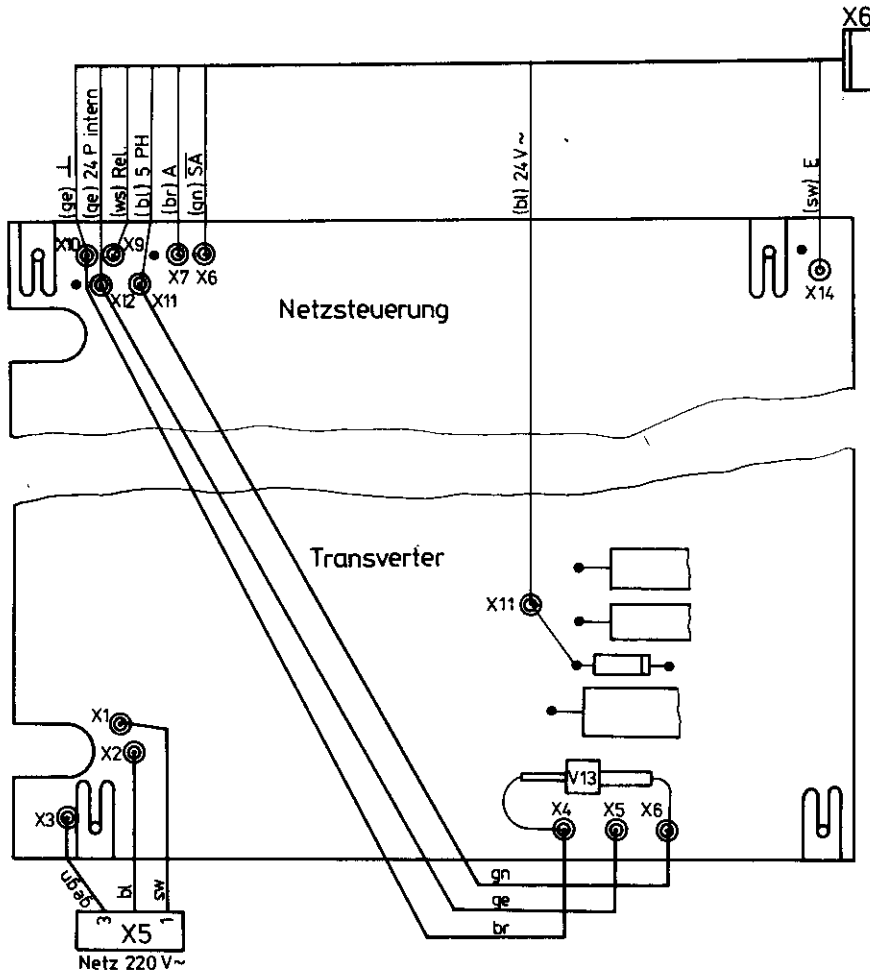 X6
(ge) ⊥
(ge) 24 P intern
(ws) Rel.
(bl) 5 PH
(br) A
(gn) S̅A̅
(bl) 24 V ~
(sw) E
X10
X9
X7
X6
X12
X11
X14
Netzsteuerung
Transverter
X11
X1
X2
X3
V13
X4
X5
X6
gegn
bl
sw
gn
ge
br
3
1
X5
Netz 220 V~